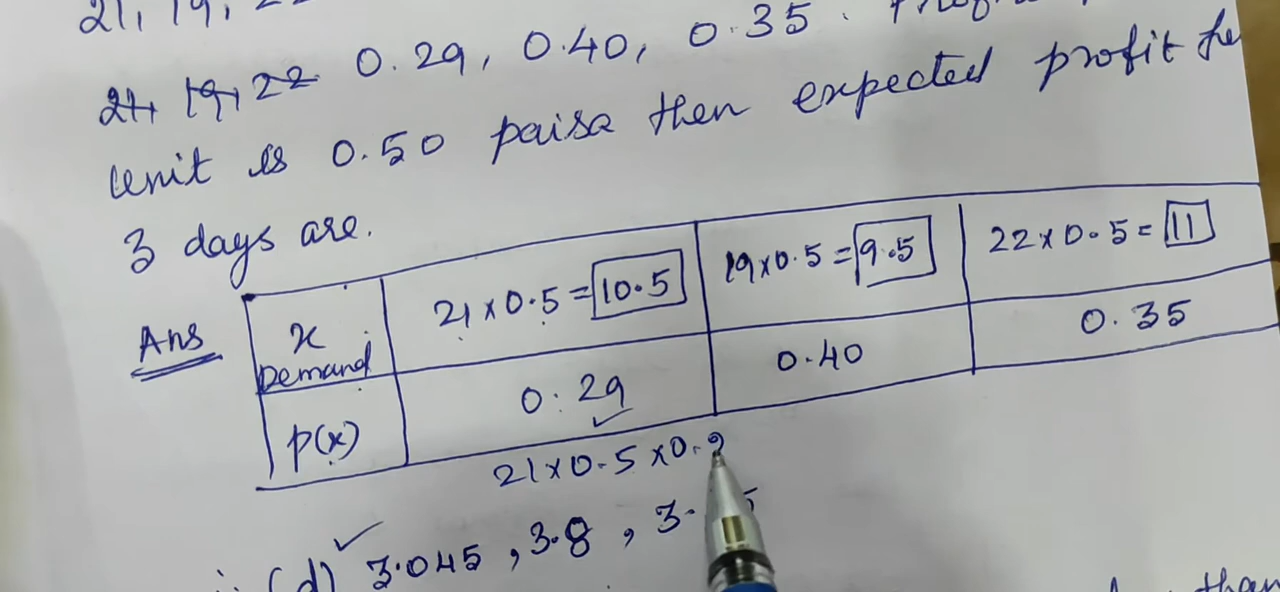 21, 19,
21, 19, 22 0.29, 0.40, 0.35.
unit is 0.50 paisa then expected profit
3 days are.
Ans
x Demand 21 x 0.5 = 10.5 19 x 0.5 = 9.5 22 x 0.5 = 11
p(x) 0.29 0.40 0.35
21 x 0.5 x 0.2
(d) 3.045, 3.8, 3.
than